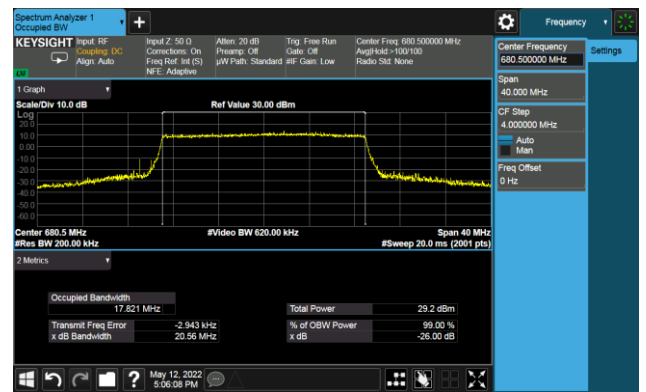 Spectrum Analyzer 1
Occupied BW
Frequency
KEYSIGHT
Input: RF
Coupling: DC
Align: Auto
Input Z: 50 Ω
Corrections: On
Freq Ref: Int (S)
NFE: Adaptive
Atten: 20 dB
Preamp: Off
µW Path: Standard
Trig: Free Run
Gate: Off
#IF Gain: Low
Center Freq: 680.500000 MHz
Avg|Hold:>100/100
Radio Std: None
Center Frequency
680.500000 MHz
Settings
Span
40.000 MHz
CF Step
4.000000 MHz
Auto
Man
Freq Offset
0 Hz
1 Graph
Scale/Div 10.0 dB
Ref Value 30.00 dBm
Log
20.0
10.0
0.00
-10.0
-20.0
-30.0
-40.0
-50.0
-60.0
Center 680.5 MHz
#Video BW 620.00 kHz
Span 40 MHz
#Res BW 200.00 kHz
#Sweep 20.0 ms (2001 pts)
2 Metrics
Occupied Bandwidth
17.821 MHz
Total Power
29.2 dBm
Transmit Freq Error
-2.943 kHz
% of OBW Power
99.00 %
x dB Bandwidth
20.56 MHz
x dB
-26.00 dB
?
May 12, 2022
5:06:08 PM